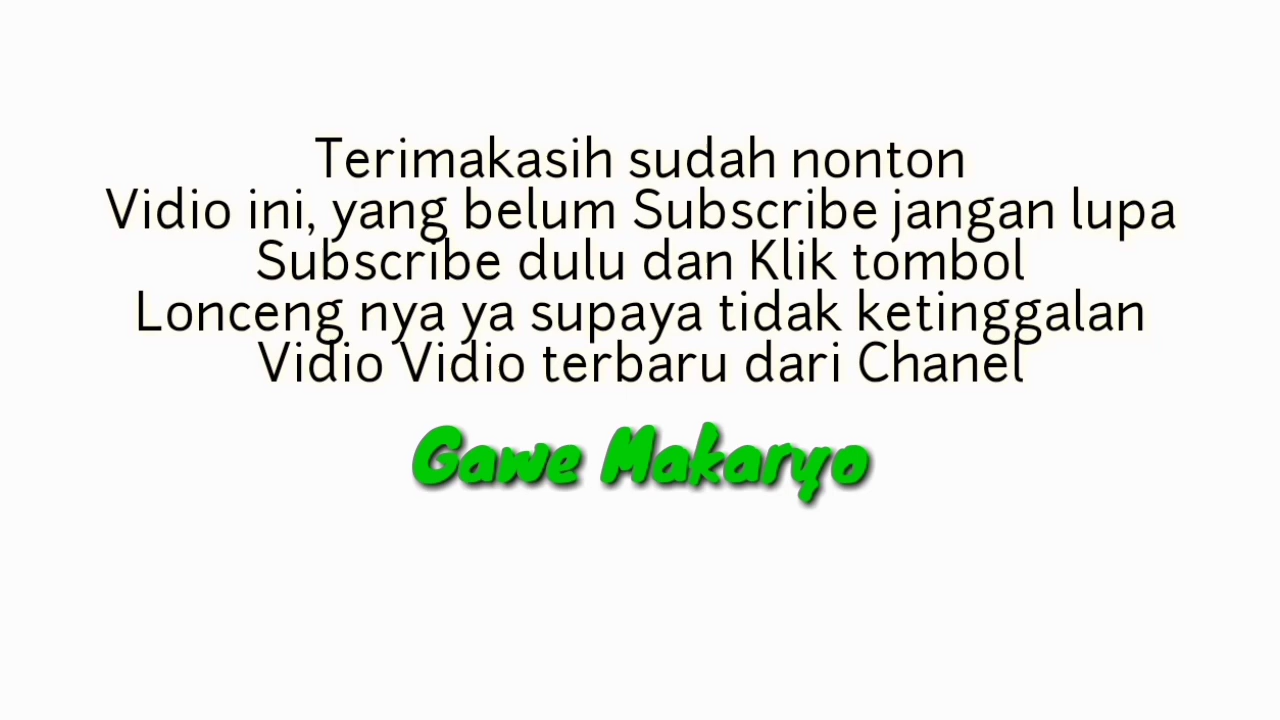 Terimakasih sudah nonton
Vidio ini, yang belum Subscribe jangan lupa
Subscribe dulu dan Klik tombol
Lonceng nya ya supaya tidak ketinggalan
Vidio Vidio terbaru dari Chanel
Gawe Makaryo